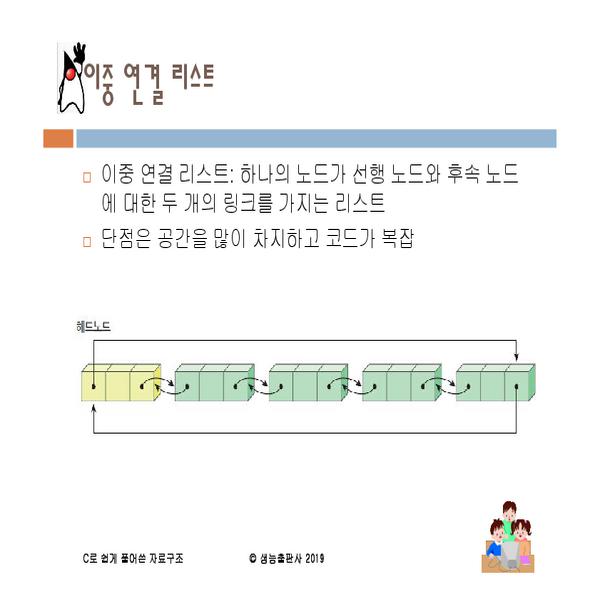 이중 연결 리스트
이중 연결 리스트: 하나의 노드가 선행 노드와 후속 노드
에 대한 두 개의 링크를 가지는 리스트
단점은 공간을 많이 차지하고 코드가 복잡
헤드노드
C로 쉽게 풀어쓴 자료구조
© 생능출판사 2019